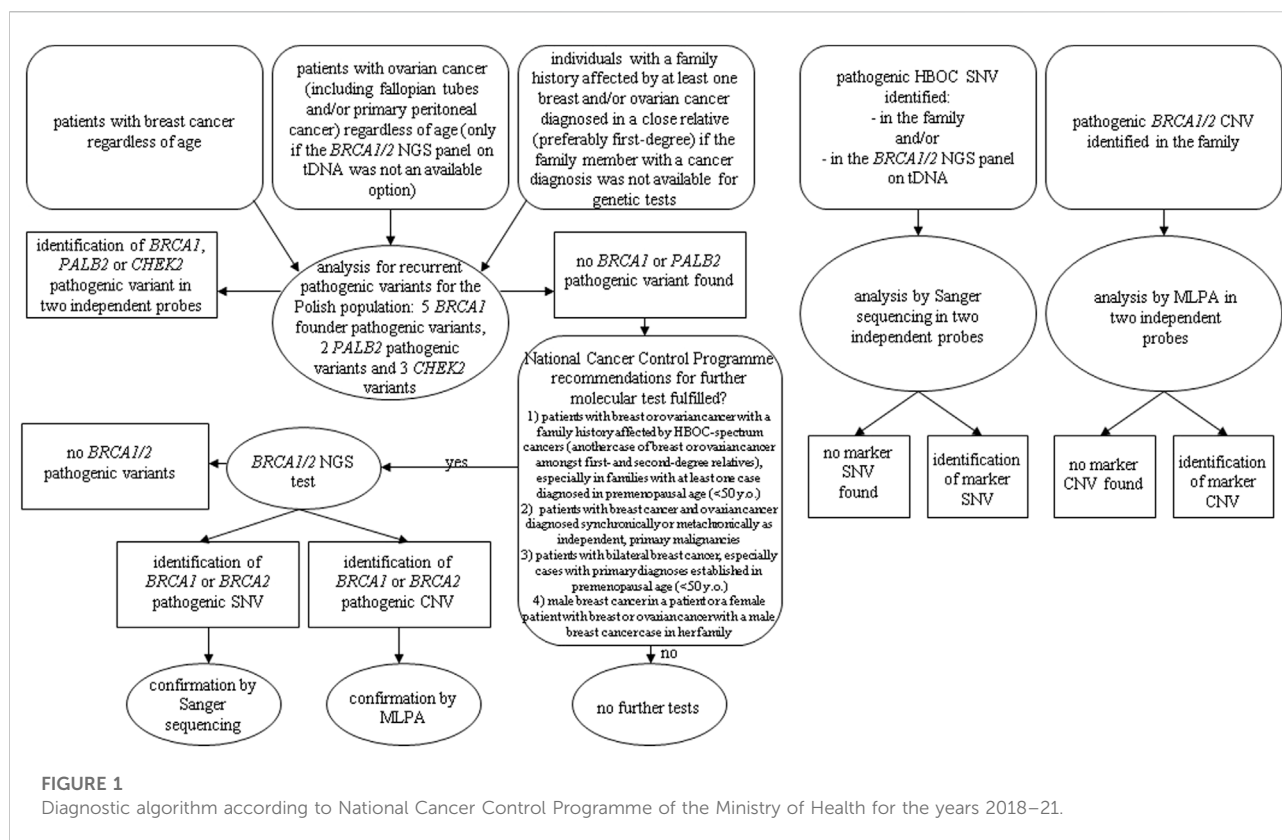 patients with breast cancer
regardless of age
patients with ovarian cancer
(including fallopian tubes
and/or primary peritoneal
cancer) regardless of age (only
if the BRCA1/2 NGS panel on
tDNA was not an available
option)
individuals with a family
history affected by at least one
breast and/or ovarian cancer
diagnosed in a close relative
(preferably first-degree) if the
family member with a cancer
diagnosis was not available for
genetic tests
pathogenic HBOC SNV
identified:
- in the family
and/or
- in the BRCA1/2 NGS panel
on tDNA
pathogenic BRCA1/2 CNV
identified in the family
identification of BRCA1,
PALB2 or CHEK2
pathogenic variant in
two independent probes
analysis for recurrent
pathogenic variants for the
Polish population: 5 BRCA1
founder pathogenic variants,
2 PALB2 pathogenic
variants and 3 CHEK2
variants
no BRCA1 or PALB2
pathogenic variant found
analysis by Sanger
sequencing in two
independent probes
analysis by MLPA in
two independent
probes
National Cancer Control Programme
recommendations for further
molecular test fulfilled?
1) patients with breast or ovarian cancer with a
family history affected by HBOC-spectrum
cancers (another case of breast or ovarian cancer
amongst first- and second-degree relatives),
especially in families with at least one case
diagnosed in premenopausal age (<50 y.o.)
2) patients with breast cancer and ovarian cancer
diagnosed synchronically or metachronically as
independent, primary malignancies
3) patients with bilateral breast cancer, especially
cases with primary diagnoses established in
premenopausal age (<50 y.o.)
4) male breast cancer in a patient or a female
patient with breast or ovarian cancer with a male
breast cancer case in her family
no BRCA1/2
pathogenic variants
BRCA1/2 NGS
test
yes
no marker
SNV
found
identification
of marker
SNV
no marker
CNV found
identification
of marker
CNV
identification of
BRCA1 or BRCA2
pathogenic SNV
identification of
BRCA1 or BRCA2
pathogenic CNV
no
confirmation by
Sanger
sequencing
confirmation by
MLPA
no further tests
FIGURE 1
Diagnostic algorithm according to National Cancer Control Programme of the Ministry of Health for the years 2018–21.